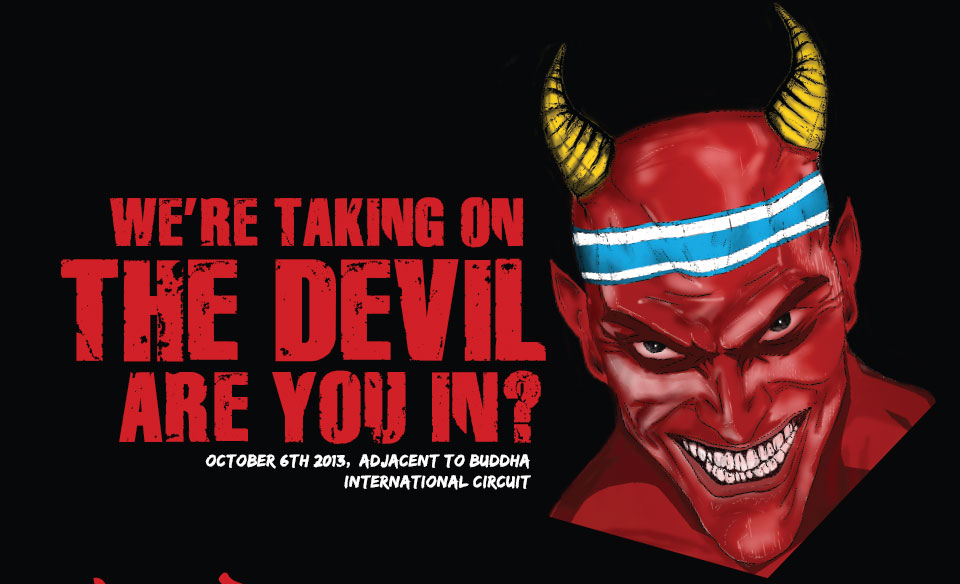 WE'RE TAKING ON
THE DEVIL
ARE YOU IN?
OCTOBER 6TH 2013, ADJACENT TO BUDDHA
INTERNATIONAL CIRCUIT